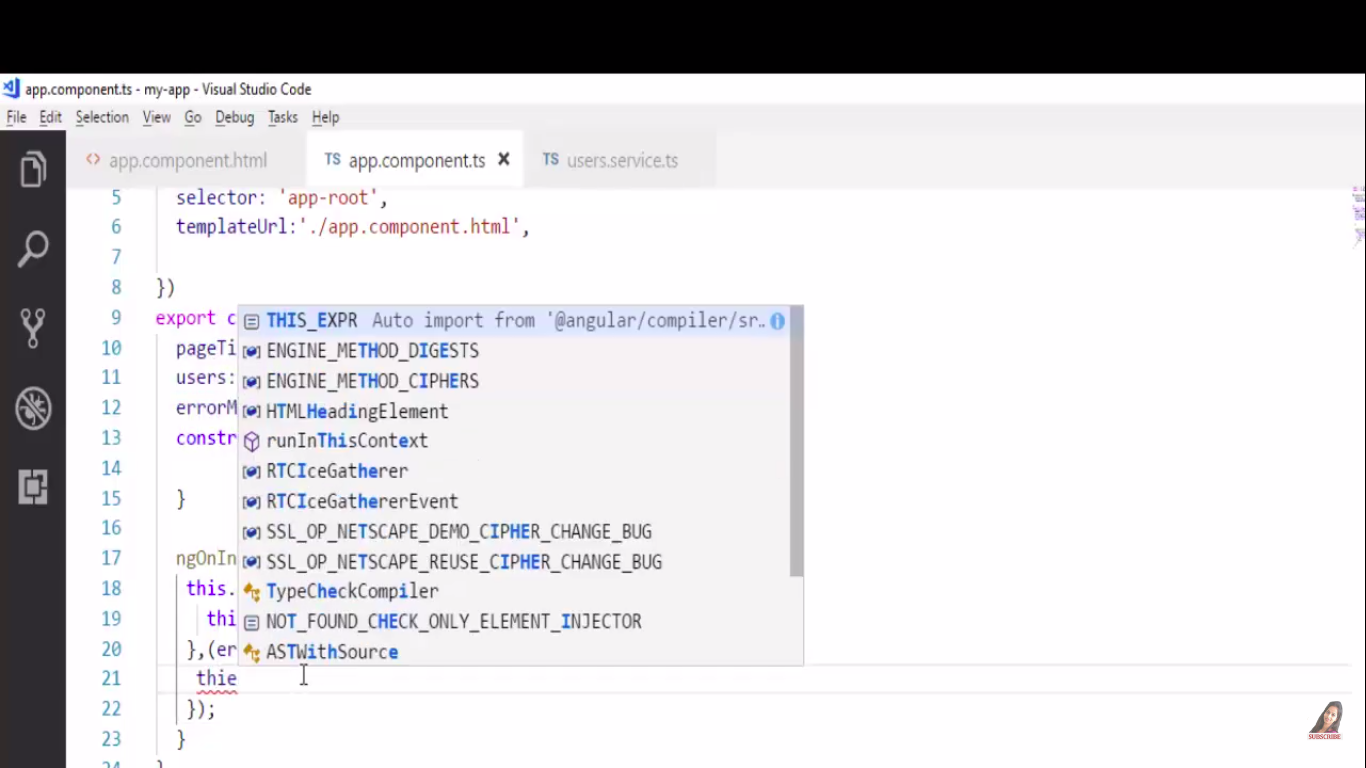 app.component.ts - my-app - Visual Studio Code
File Edit Selection View Go Debug Tasks Help
<> app.component.html TS app.component.ts × TS users.service.ts
5 selector: 'app-root',
6 templateUrl:'./app.component.html',
7
8 })
9 export c
10 pageTi
11 users:
12 errorM
13 constr
14
15 }
16
17 ngOnIn
18 this.
19 thi
20 },(er
21 thie
22 });
23 }
THIS_EXPR Auto import from '@angular/compiler/sr..
ENGINE_METHOD_DIGESTS
ENGINE_METHOD_CIPHERS
HTMLHeadingElement
runInThisContext
RTCIceGatherer
RTCIceGathererEvent
SSL_OP_NETSCAPE_DEMO_CIPHER_CHANGE_BUG
SSL_OP_NETSCAPE_REUSE_CIPHER_CHANGE_BUG
TypeCheckCompiler
NOT_FOUND_CHECK_ONLY_ELEMENT_INJECTOR
ASTWithSource
SUBSCRIBE